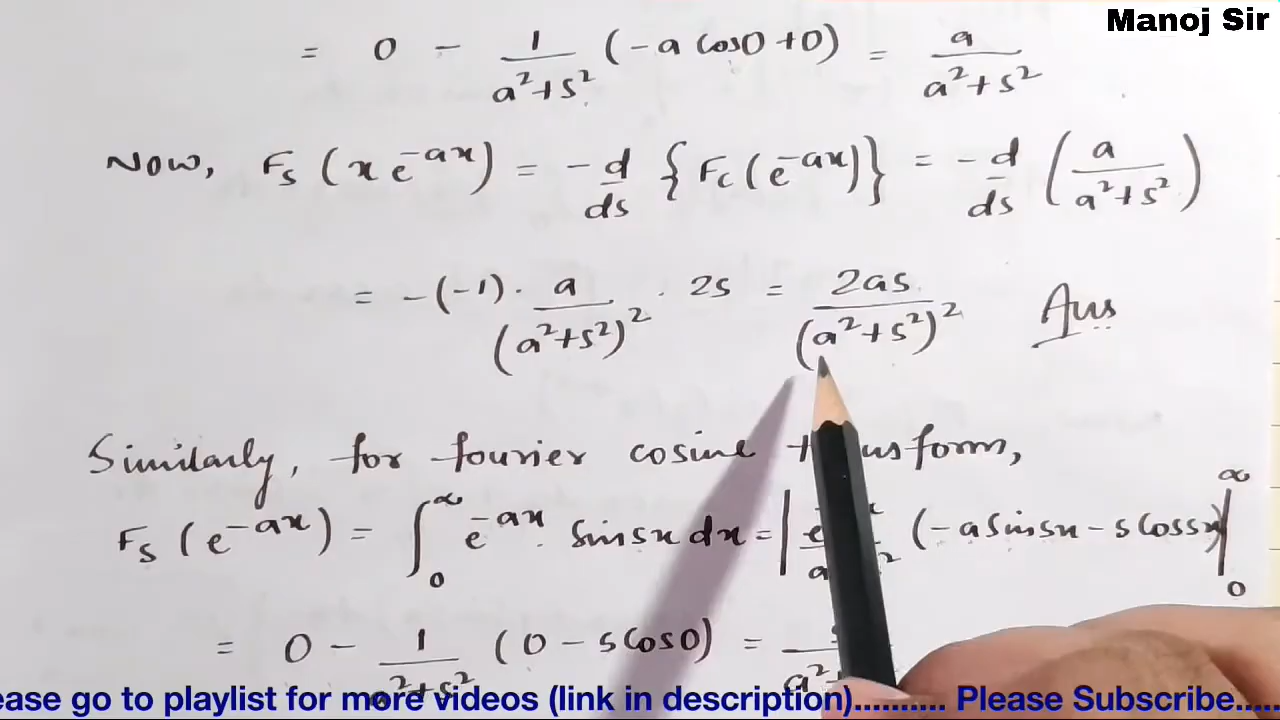 Manoj Sir
= 0 - 1/(a²+s²) (-a cos0 + 0) = a/(a²+s²)
Now, Fs (x e^-ax) = -d/ds {Fc (e^-ax)} = -d/ds (a/(a²+s²))
= -(-1) · a/(a²+s²)² · 2s = 2as/(a²+s²)² Ans
Similarly, for fourier cosine
Fs (e^-ax) = ∫₀^∞ e^-ax . sinsx dx = | (-a sinsx - s cossx) |₀^∞
= 0 - 1/(a²+s²) (0 - s cos0) =
ease go to playlist for more videos (link in description).......... Please Subscribe.....